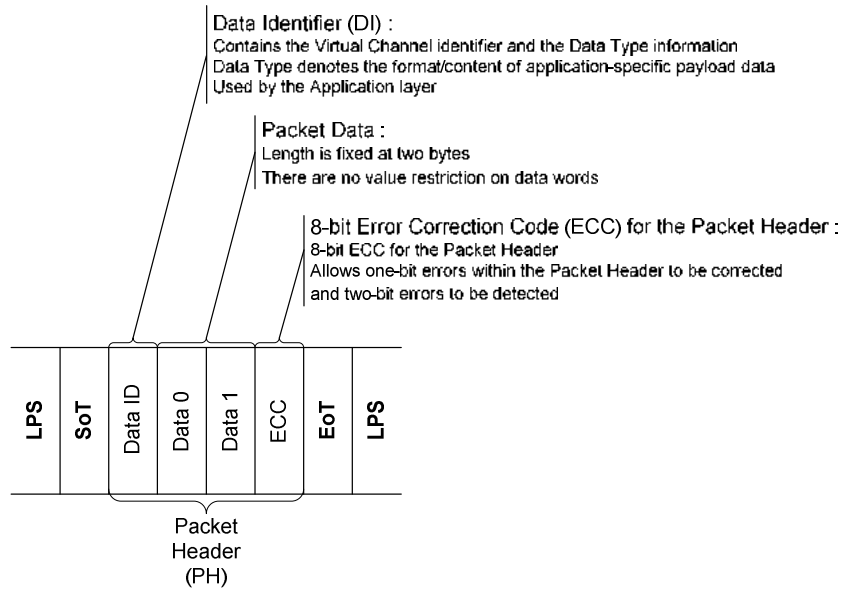 Data Identifier (DI) :
Contains the Virtual Channel identifier and the Data Type information
Data Type denotes the format/content of application-specific payload data
Used by the Application layer
Packet Data :
Length is fixed at two bytes
There are no value restriction on data words
8-bit Error Correction Code (ECC) for the Packet Header :
8-bit ECC for the Packet Header
Allows one-bit errors within the Packet Header to be corrected
and two-bit errors to be detected
LPS
SoT
Data ID
Data 0
Data 1
ECC
EoT
LPS
Packet
Header
(PH)